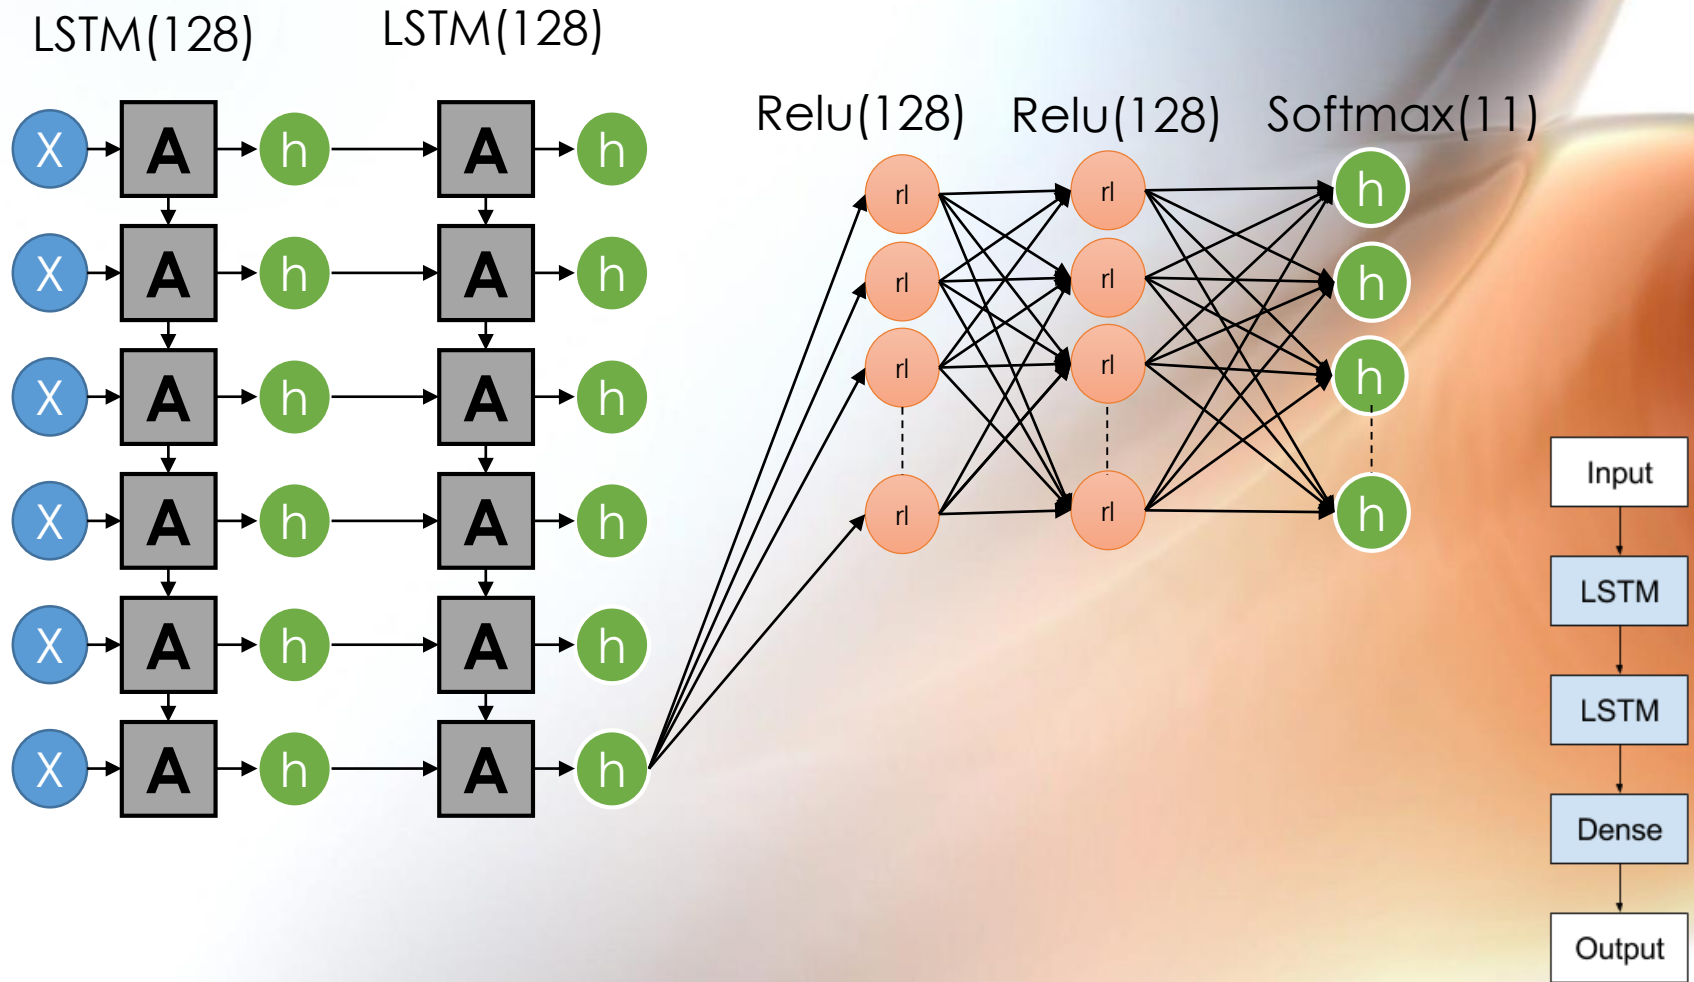 LSTM(128) LSTM(128)
Relu(128) Relu(128) Softmax(11)
X A h A h
X A h A h
X A h A h
X A h A h
X A h A h
X A h A h
rl rl h
rl rl h
rl rl h
rl rl h
Input
LSTM
LSTM
Dense
Output